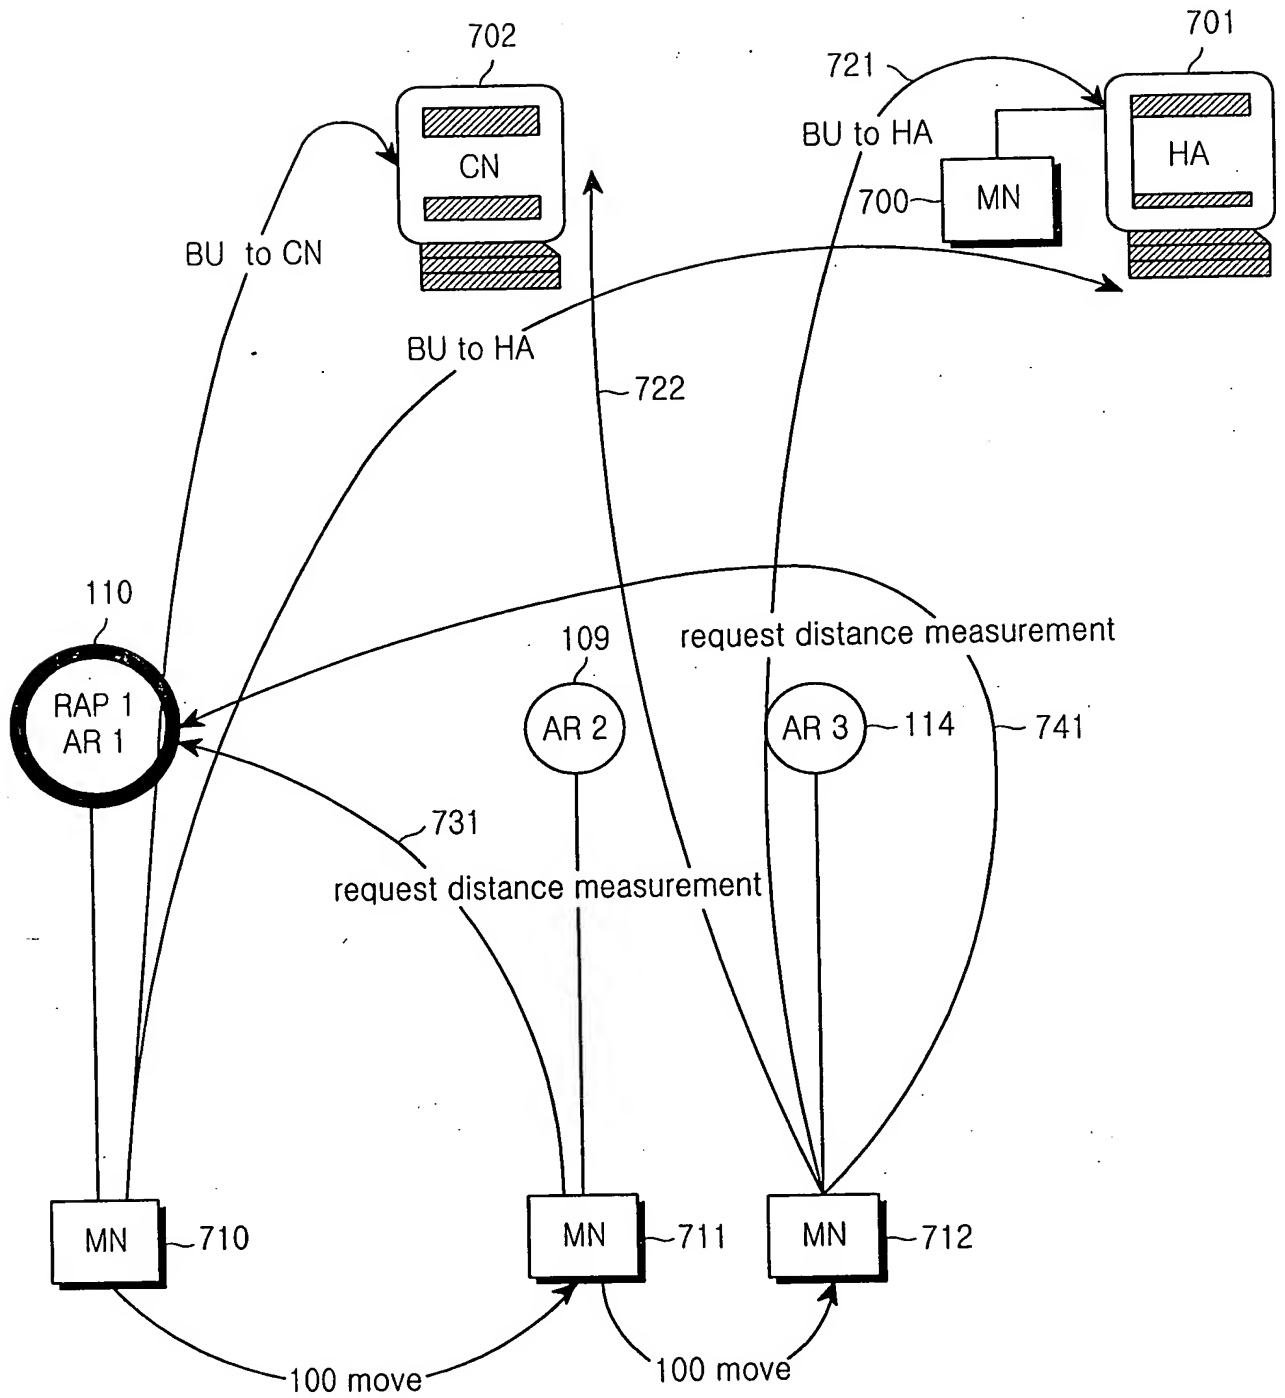 702
701
721
BU to HA
CN
HA
700
MN
BU to CN
BU to HA
722
110
109
request distance measurement
RAP 1
AR 1
AR 2
AR 3
114
741
731
request distance measurement
MN
710
MN
711
MN
712
100 move
100 move